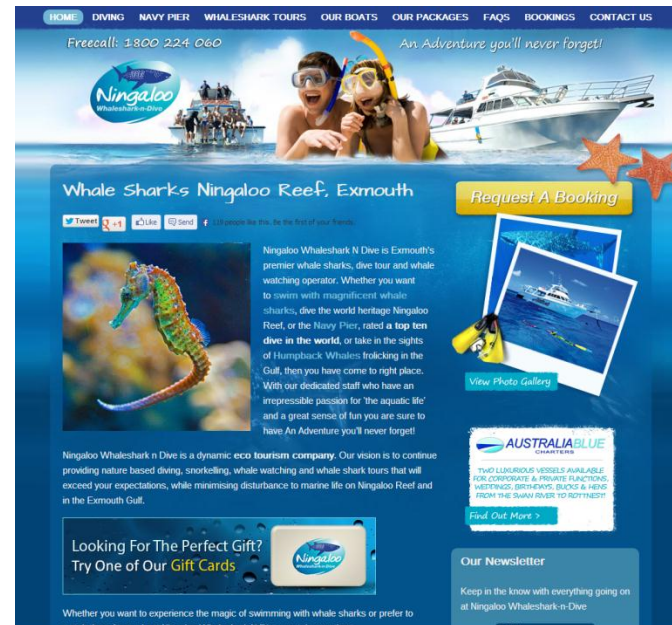 HOME DIVING NAVY PIER WHALESHARK TOURS OUR BOATS OUR PACKAGES FAQS BOOKINGS CONTACT US
Freecall: 1800 224 060
An Adventure you'll never forget!
Ningaloo
Whaleshark-n-Dive
Whale Sharks Ningaloo Reef, Exmouth
Tweet +1 Like Send people like this. Be the first of your friends.
Ningaloo Whaleshark N Dive is Exmouth's
premier whale sharks, dive tour and whale
watching operator. Whether you want
to swim with magnificent whale
sharks, dive the world heritage Ningaloo
Reef, or the Navy Pier, rated a top ten
dive in the world, or take in the sights
of Humpback Whales frolicking in the
Gulf, then you have come to right place.
With our dedicated staff who have an
irrepressible passion for 'the aquatic life'
and a great sense of fun you are sure to
have An Adventure you'll never forget!
Ningaloo Whaleshark n Dive is a dynamic eco tourism company. Our vision is to continue
providing nature based diving, snorkelling, whale watching and whale shark tours that will
exceed your expectations, while minimising disturbance to marine life on Ningaloo Reef and
in the Exmouth Gulf.
Looking For The Perfect Gift?
Try One of Our Gift Cards
Ningaloo
Whether you want to experience the magic of swimming with whale sharks or prefer to
Request A Booking
View Photo Gallery
AUSTRALIABLUE
CHARTERS
TWO LUXURIOUS VESSELS AVAILABLE
FOR CORPORATE & PRIVATE FUNCTIONS,
WEDDINGS, BIRTHDAYS, BUCKS & HENS
FROM THE SWAN RIVER TO ROTTNEST!
Find Out More >
Our Newsletter
Keep in the know with everything going on
at Ningaloo Whaleshark-n-Dive